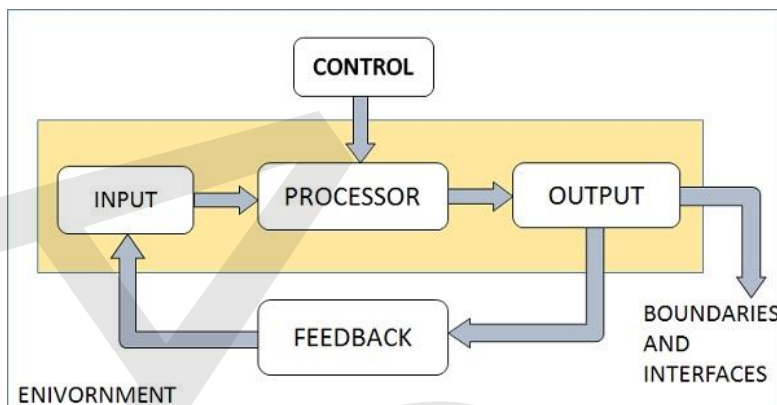 CONTROL
INPUT
PROCESSOR
OUTPUT
FEEDBACK
BOUNDARIES
AND
INTERFACES
ENIVORNMENT